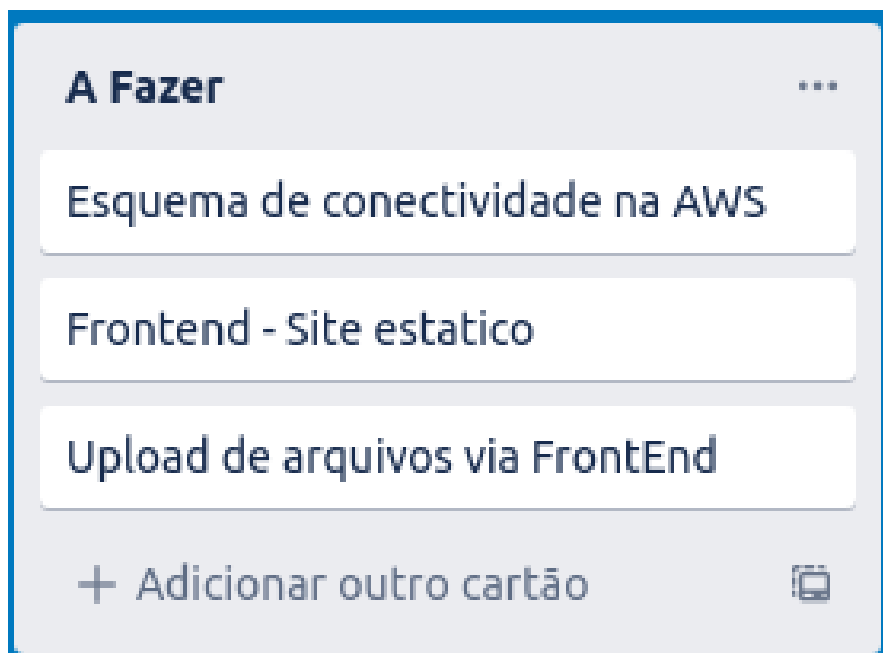 A Fazer
Esquema de conectividade na AWS
Frontend - Site estatico
Upload de arquivos via FrontEnd
+ Adicionar outro cartão